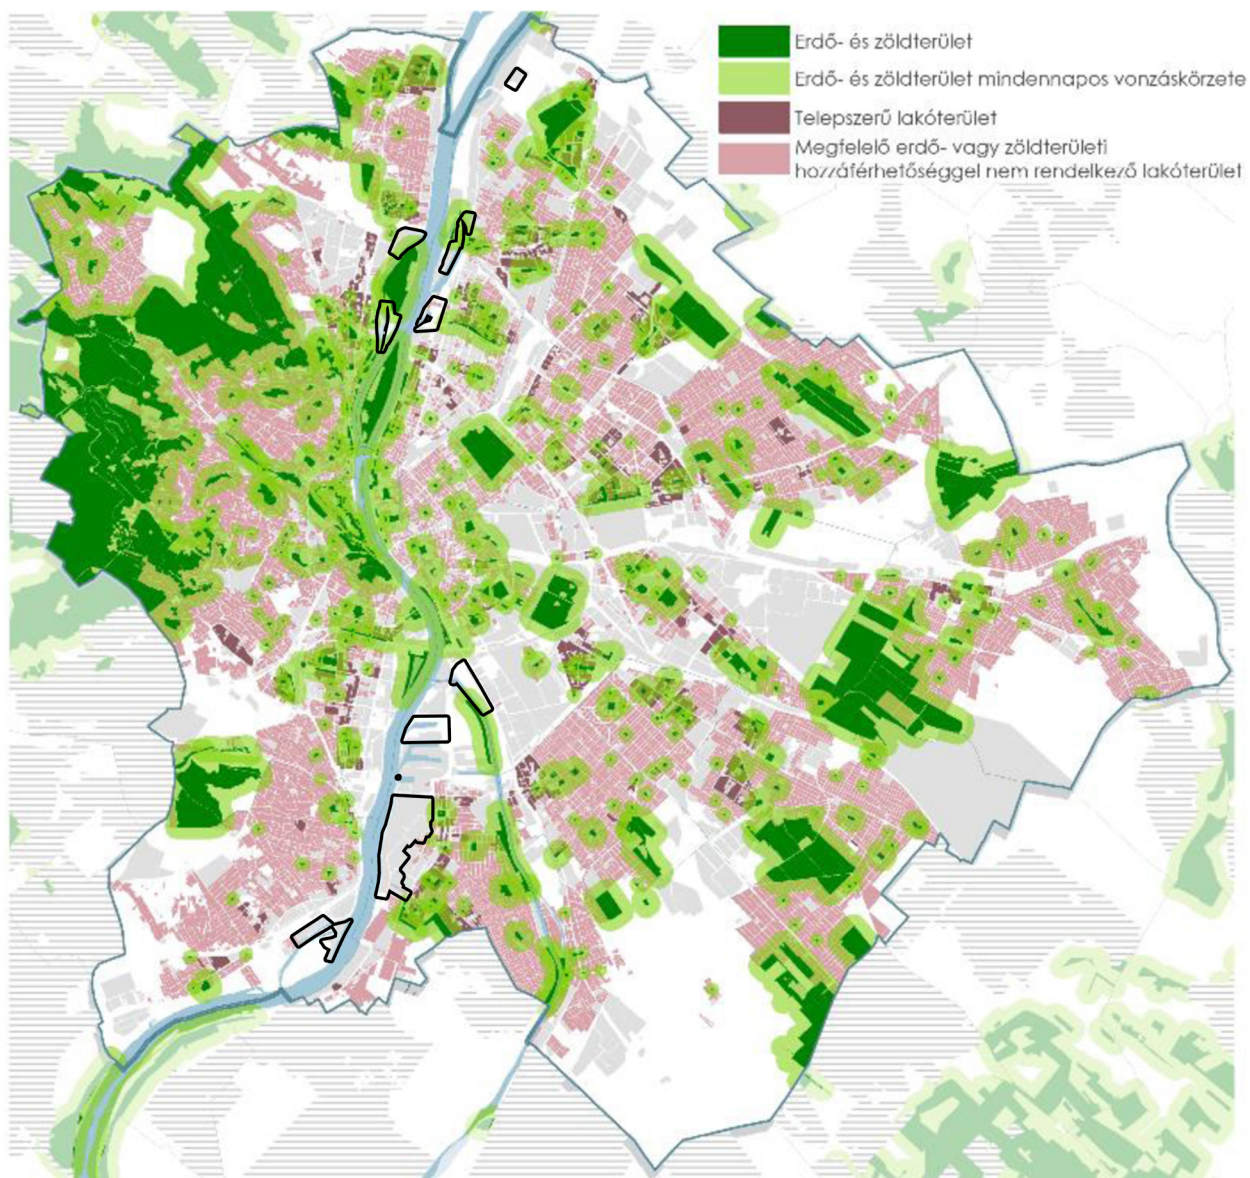 Erdő- és zöldterület
Erdő- és zöldterület mindennapos vonzáskörzete
Telepszerű lakóterület
Megfelelő erdő- vagy zöldterületi
hozzáférhetőséggel nem rendelkező lakóterület